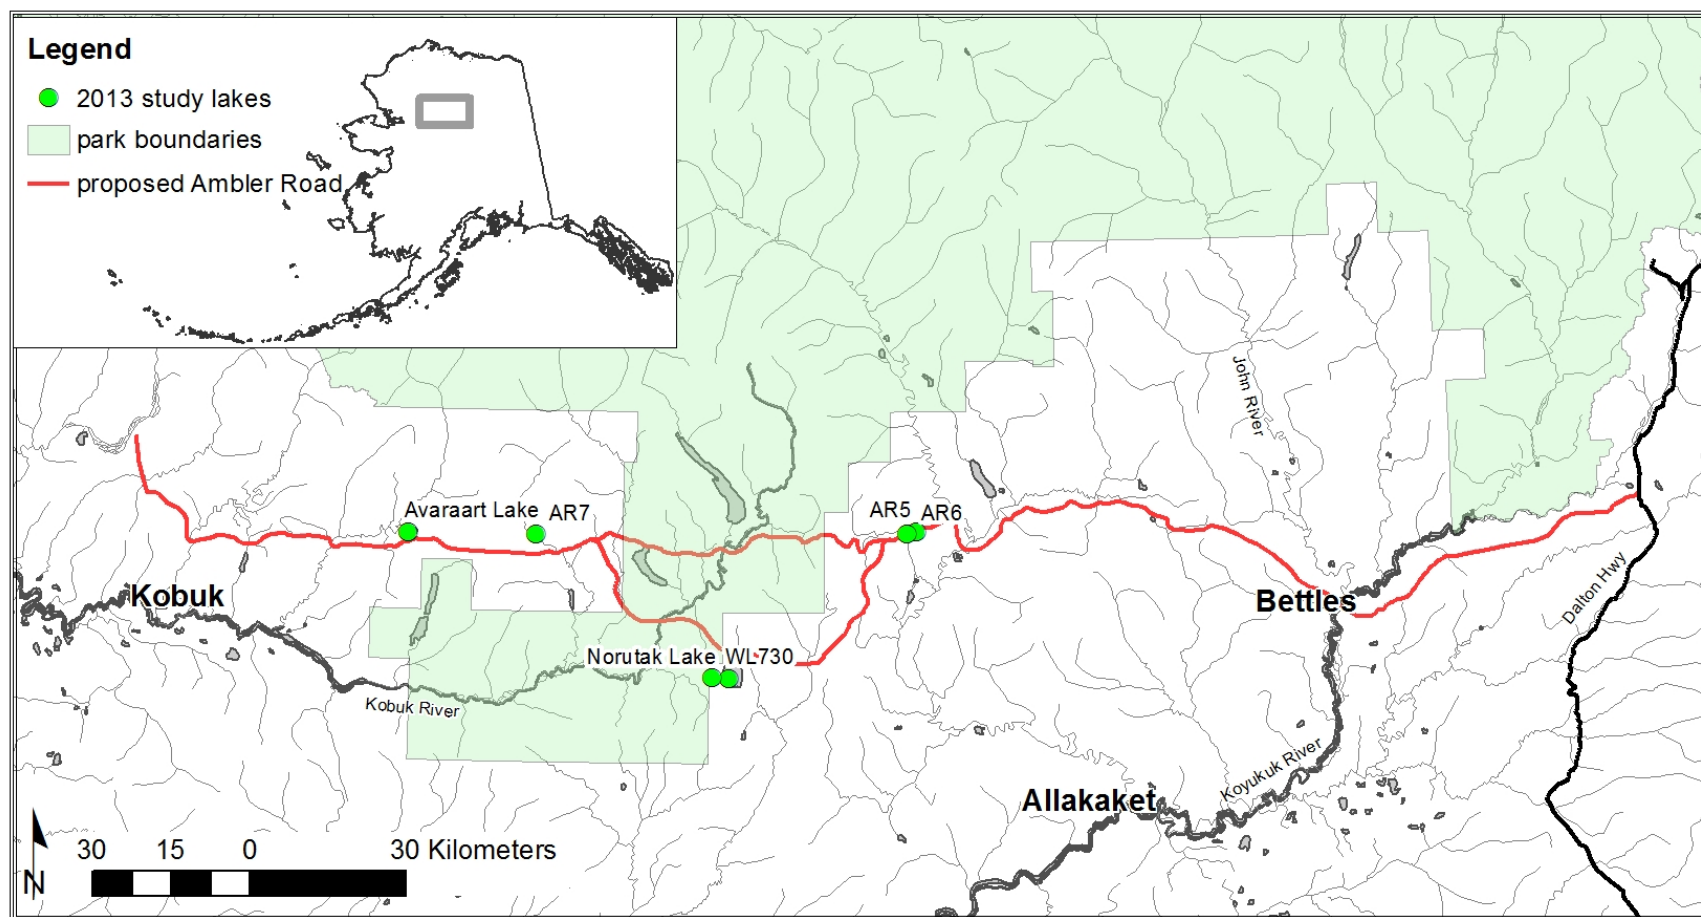 Legend
2013 study lakes
park boundaries
proposed Ambler Road
John River
Avaraart Lake
AR7
AR5
AR6
Dalton Hwy
Kobuk
Bettles
Norutak Lake
WL730
Kobuk River
Koyukuk River
Allakaket
30 15 0 30 Kilometers
N